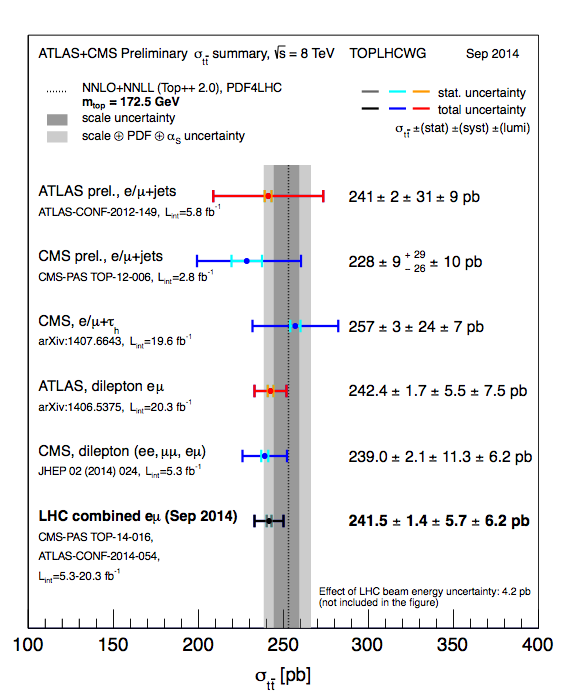 ATLAS+CMS Preliminary σtt̄ summary, √s = 8 TeV TOPLHCWG Sep 2014
NNLO+NNLL (Top++ 2.0), PDF4LHC
mtop = 172.5 GeV
scale uncertainty
scale ⊕ PDF ⊕ αS uncertainty
stat. uncertainty
total uncertainty
σtt̄ ±(stat) ±(syst) ±(lumi)
ATLAS prel., e/μ+jets 241 ± 2 ± 31 ± 9 pb
ATLAS-CONF-2012-149, Lint=5.8 fb-1
CMS prel., e/μ+jets 228 ± 9 + 29 − 26 ± 10 pb
CMS-PAS TOP-12-006, Lint=2.8 fb-1
CMS, e/μ+τh 257 ± 3 ± 24 ± 7 pb
arXiv:1407.6643, Lint=19.6 fb-1
ATLAS, dilepton eμ 242.4 ± 1.7 ± 5.5 ± 7.5 pb
arXiv:1406.5375, Lint=20.3 fb-1
CMS, dilepton (ee, μμ, eμ) 239.0 ± 2.1 ± 11.3 ± 6.2 pb
JHEP 02 (2014) 024, Lint=5.3 fb-1
LHC combined eμ (Sep 2014) 241.5 ± 1.4 ± 5.7 ± 6.2 pb
CMS-PAS TOP-14-016,
ATLAS-CONF-2014-054,
Lint=5.3-20.3 fb-1
Effect of LHC beam energy uncertainty: 4.2 pb
(not included in the figure)
100 150 200 250 300 350 400
σtt̄ [pb]